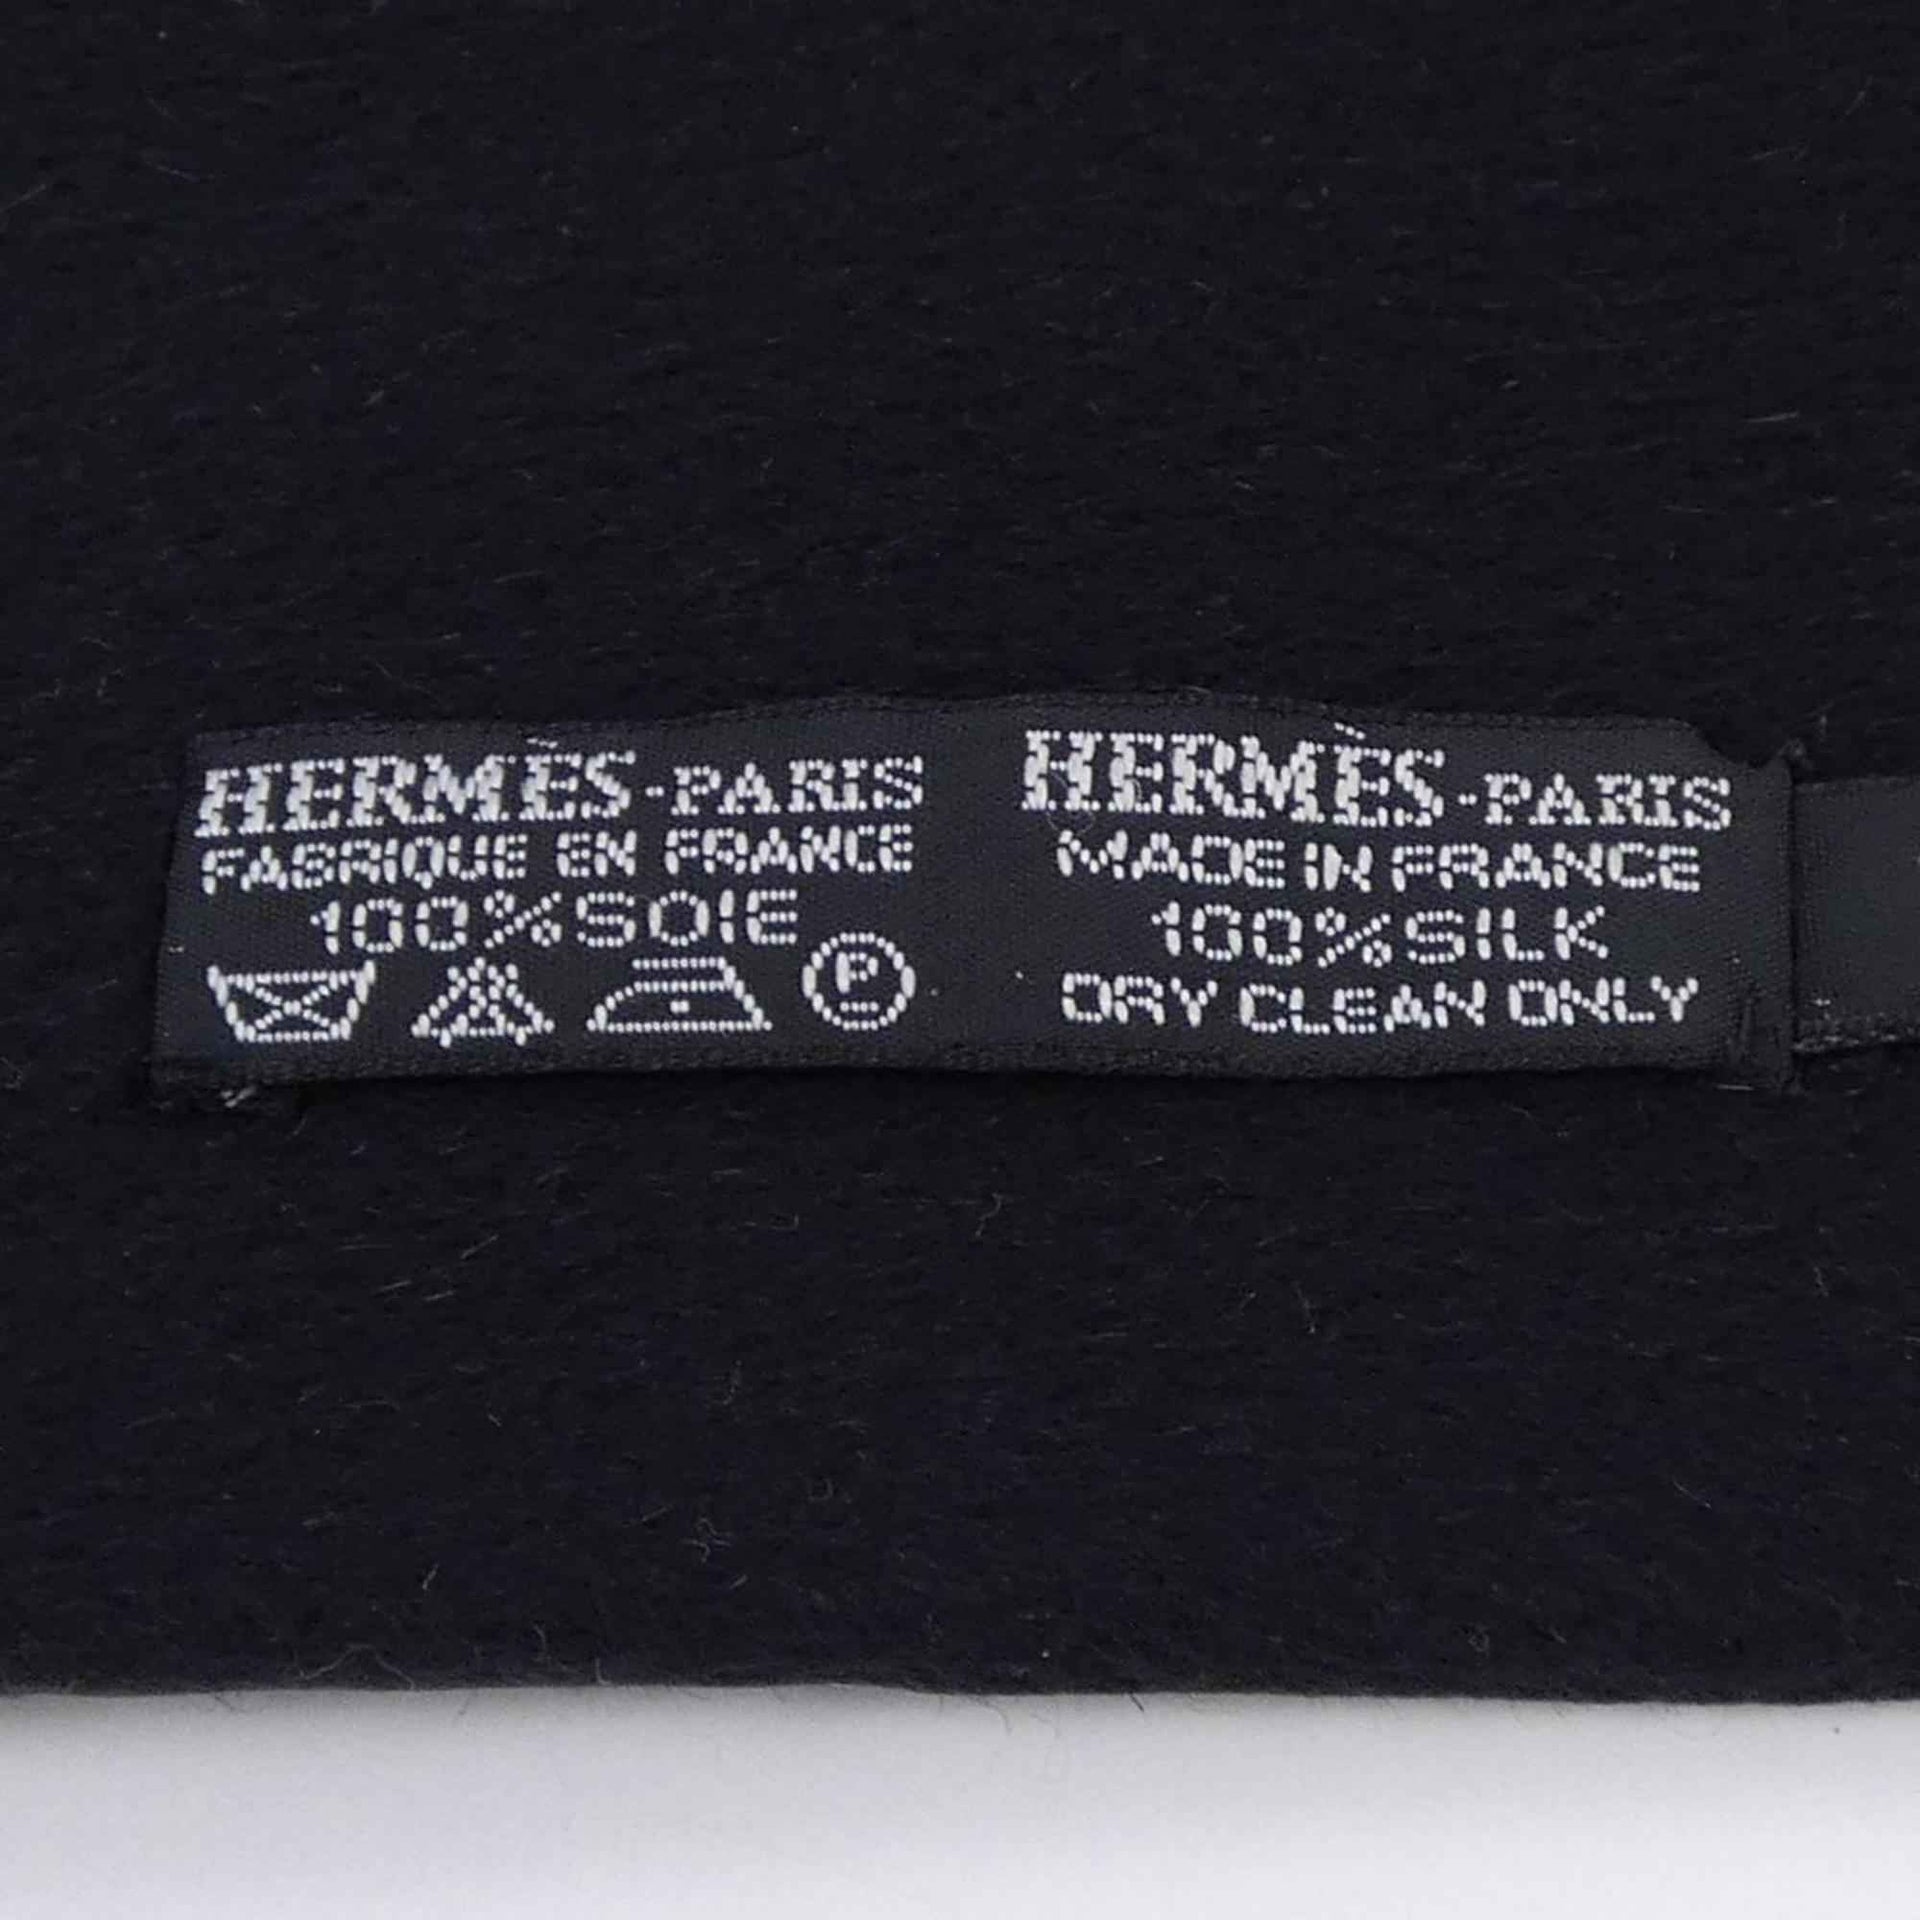 HERMÈS-PARIS
FABRIQUE EN FRANCE
100%SOIE
P
HERMÈS-PARIS
MADE IN FRANCE
100%SILK
DRY CLEAN ONLY